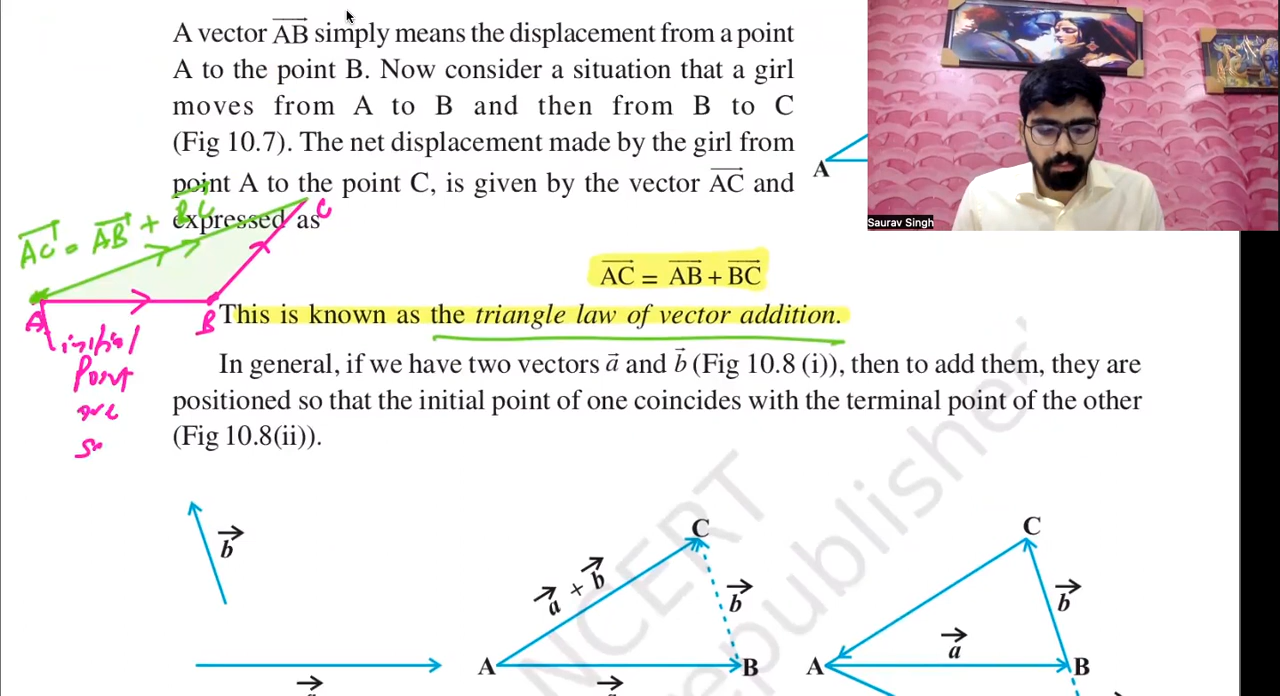 A vector AB simply means the displacement from a point
A to the point B. Now consider a situation that a girl
moves from A to B and then from B to C
(Fig 10.7). The net displacement made by the girl from
point A to the point C, is given by the vector AC and
expressed as
A
Saurav Singh
AC = AB + BC
C
A
B
initial
Point
are
AC = AB + BC
This is known as the triangle law of vector addition.
In general, if we have two vectors a⃗ and b⃗ (Fig 10.8 (i)), then to add them, they are
positioned so that the initial point of one coincides with the terminal point of the other
(Fig 10.8(ii)).
b⃗
a⃗ + b⃗
C
b⃗
A
B
C
b⃗
a⃗
A
B
NCERT
republished